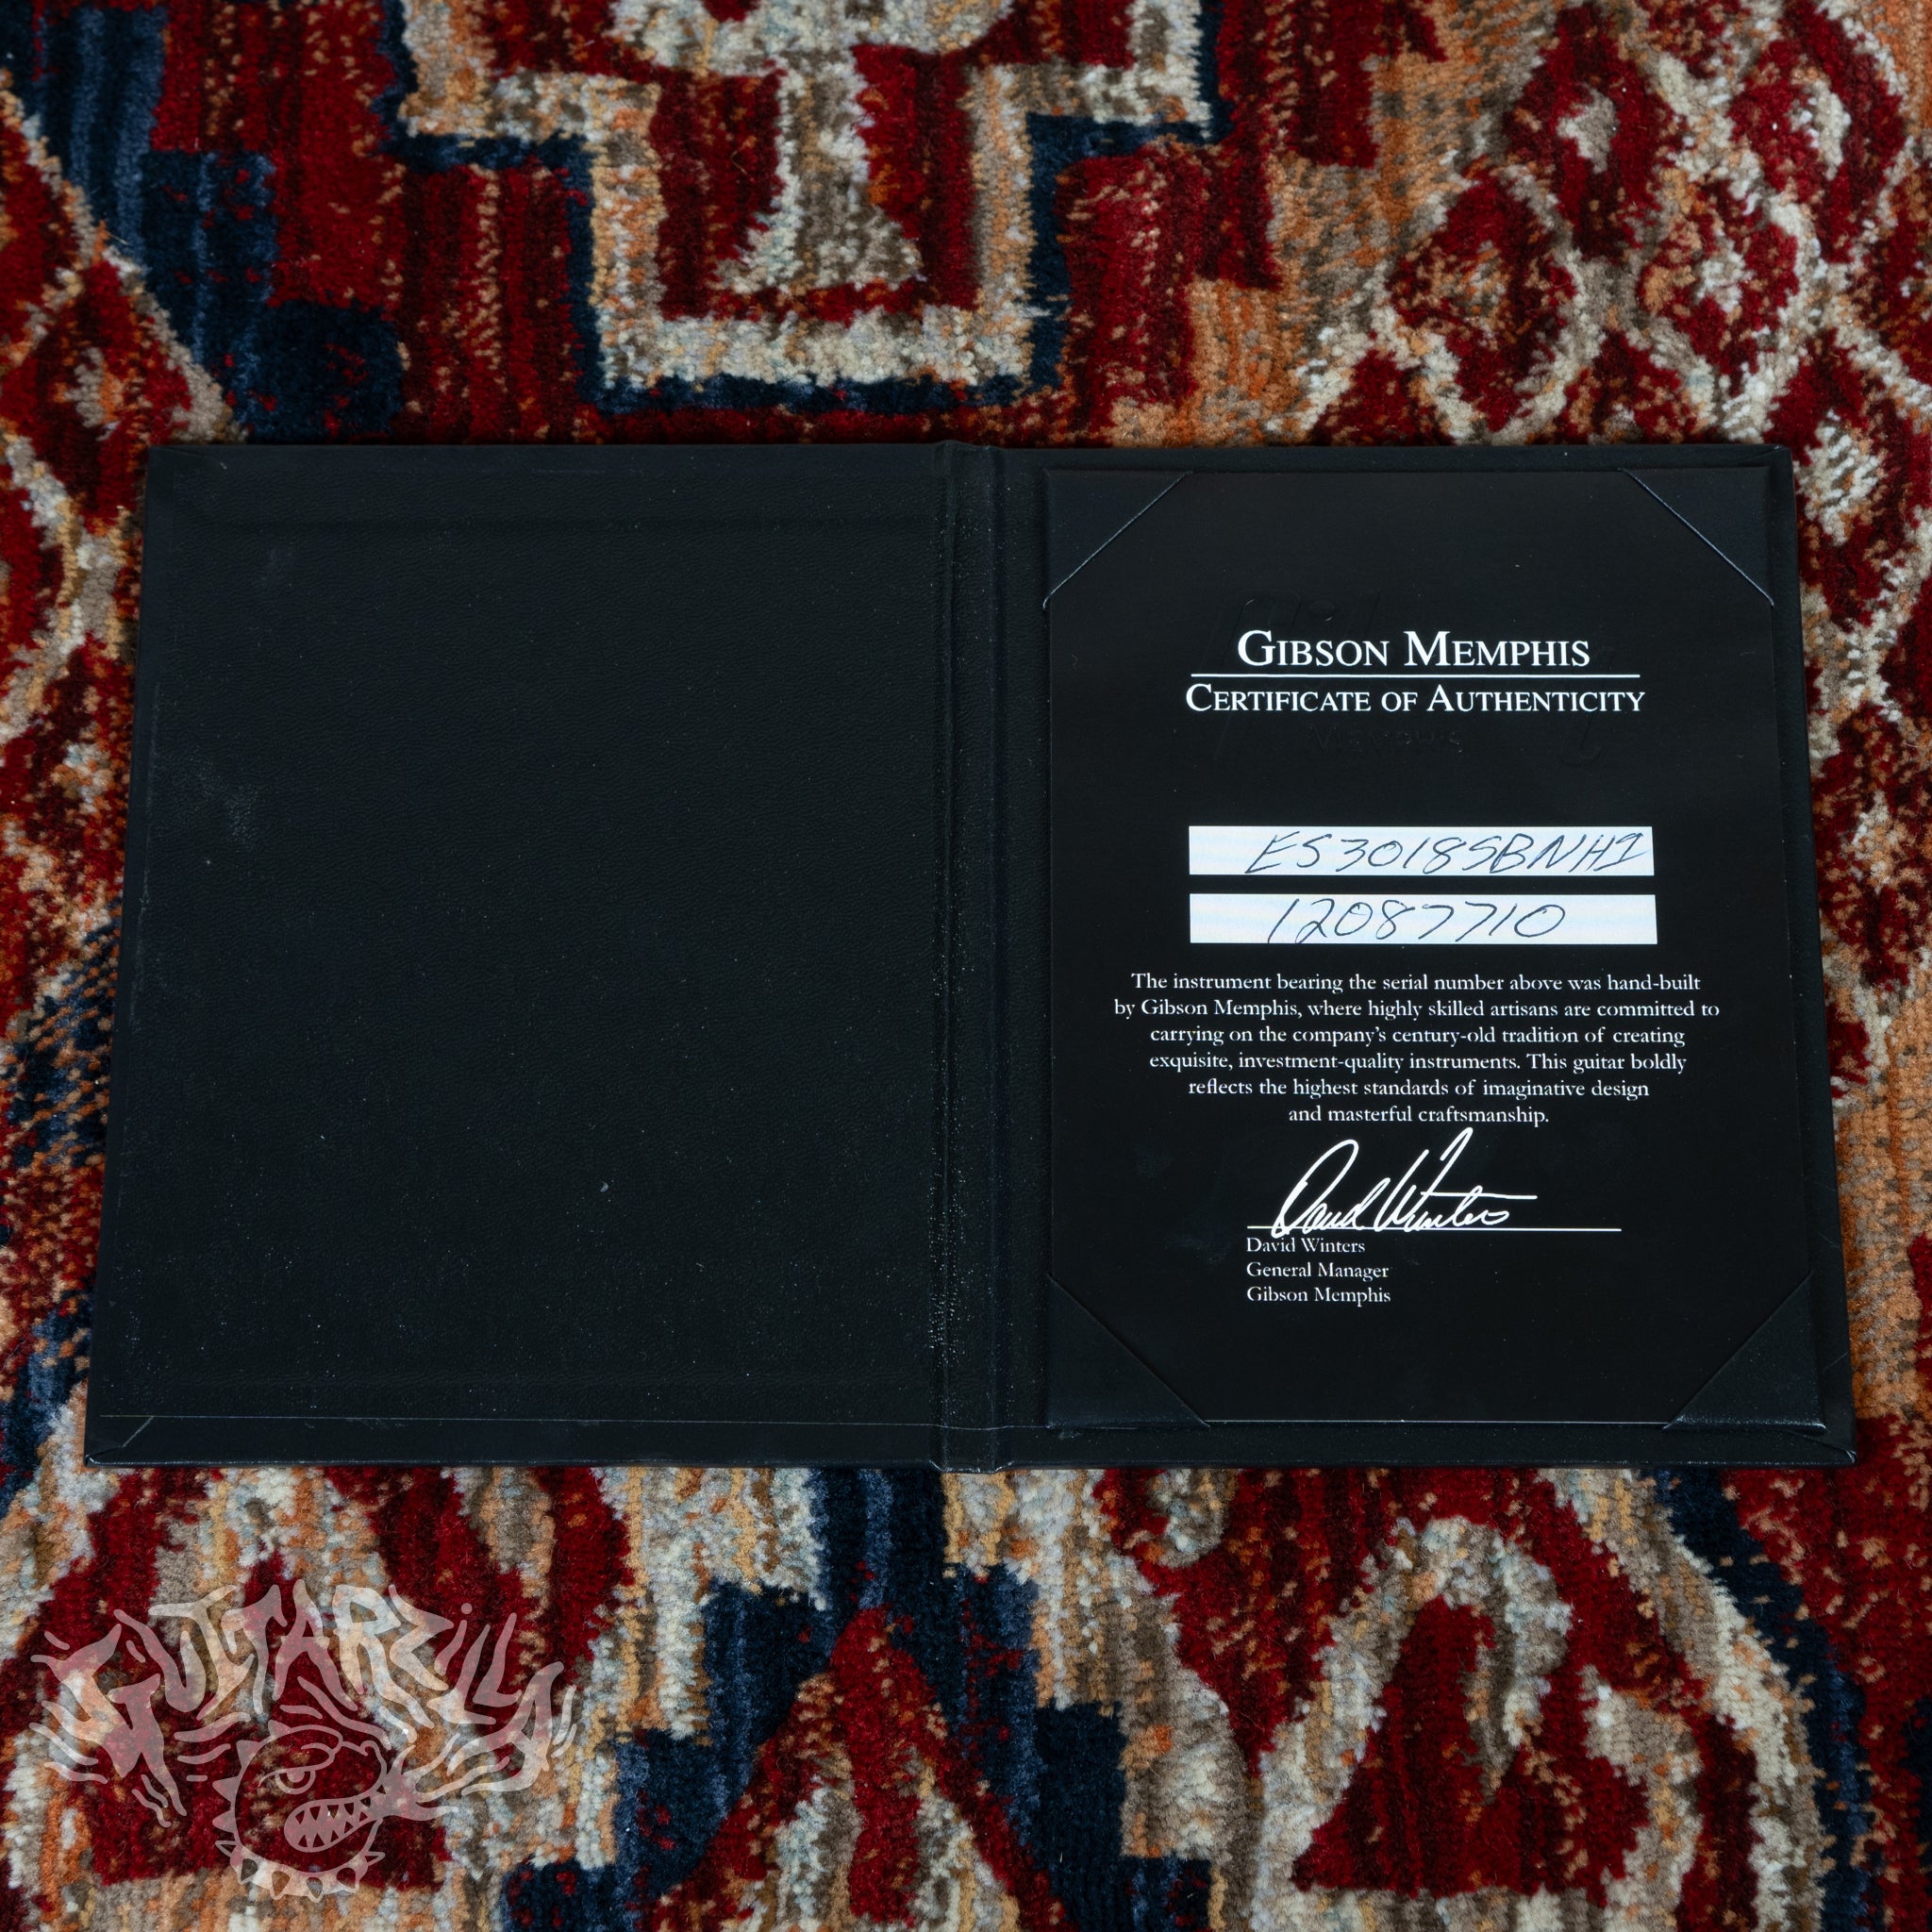 GIBSON MEMPHIS
CERTIFICATE OF AUTHENTICITY
ES3018SBNH1
12087710
The instrument bearing the serial number above was hand-built
by Gibson Memphis, where highly skilled artisans are committed to
carrying on the company's century-old tradition of creating
exquisite, investment-quality instruments. This guitar boldly
reflects the highest standards of imaginative design
and masterful craftsmanship.
David Winters
David Winters
General Manager
Gibson Memphis
GUITARZILLA